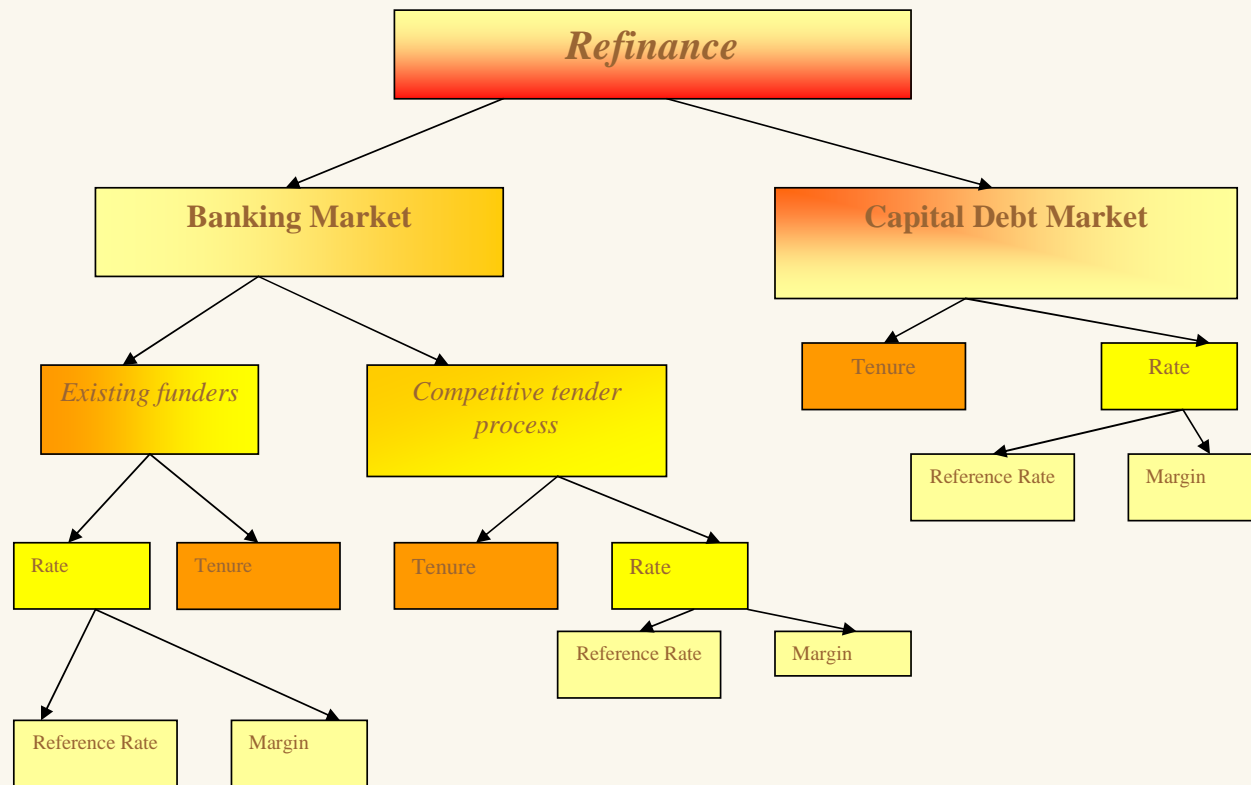 Refinance
Banking Market
Capital Debt Market
Existing funders
Competitive tender
process
Tenure
Rate
Reference Rate
Margin
Rate
Tenure
Tenure
Rate
Reference Rate
Margin
Reference Rate
Margin